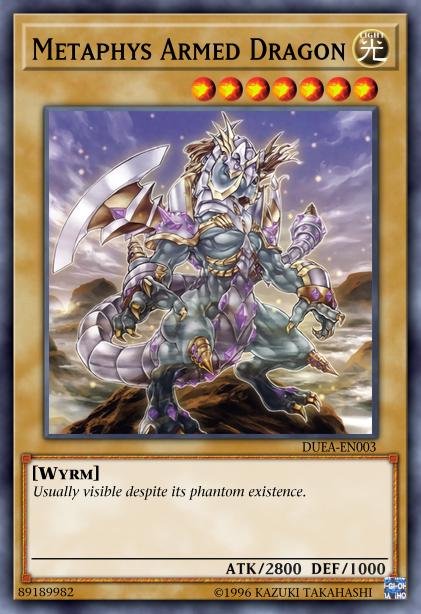 METAPHYS ARMED DRAGON
LIGHT
光
DUEA-EN003
[WYRM]
Usually visible despite its phantom existence.
ATK/2800 DEF/1000
89189982
©1996 KAZUKI TAKAHASHI